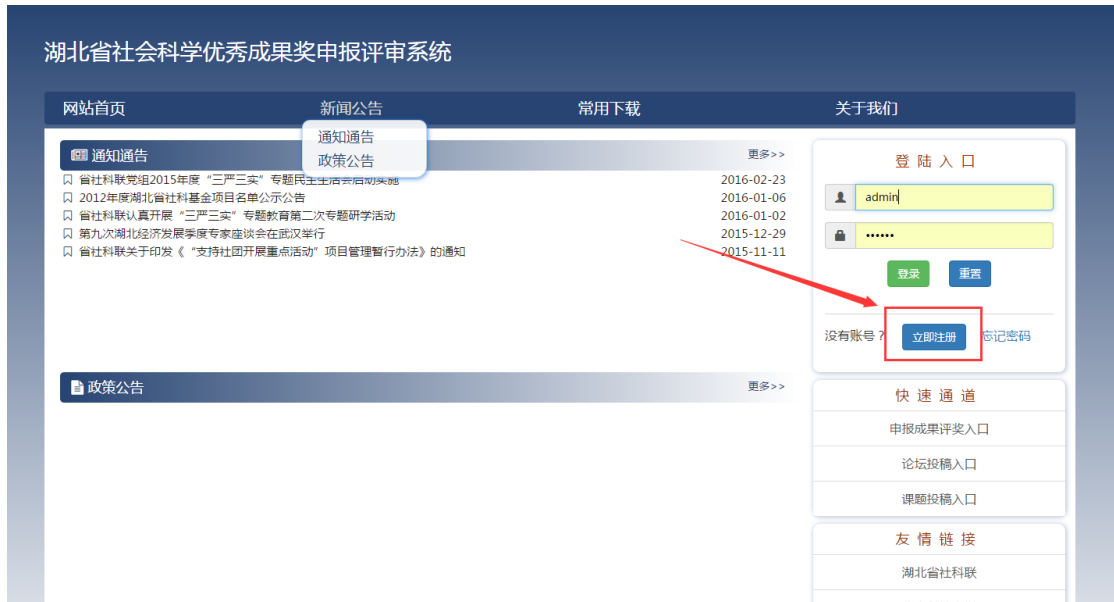 湖北省社会科学优秀成果奖申报评审系统
网站首页 新闻公告 常用下载 关于我们
通知通告
政策公告
通知通告 更多>>
省社科联党组2015年度“三严三实”专题民主生活会启动实施 2016-02-23
2012年度湖北省社科基金项目名单公示公告 2016-01-06
省社科联认真开展“三严三实”专题教育第二次专题研学活动 2016-01-02
第九次湖北经济发展季度专家座谈会在武汉举行 2015-12-29
省社科联关于印发《“支持社团开展重点活动”项目管理暂行办法》的通知 2015-11-11
政策公告 更多>>
登 陆 入 口
admin
••••••
登录 重置
没有账号？ 立即注册 忘记密码
快 速 通 道
申报成果评奖入口
论坛投稿入口
课题投稿入口
友 情 链 接
湖北省社科联